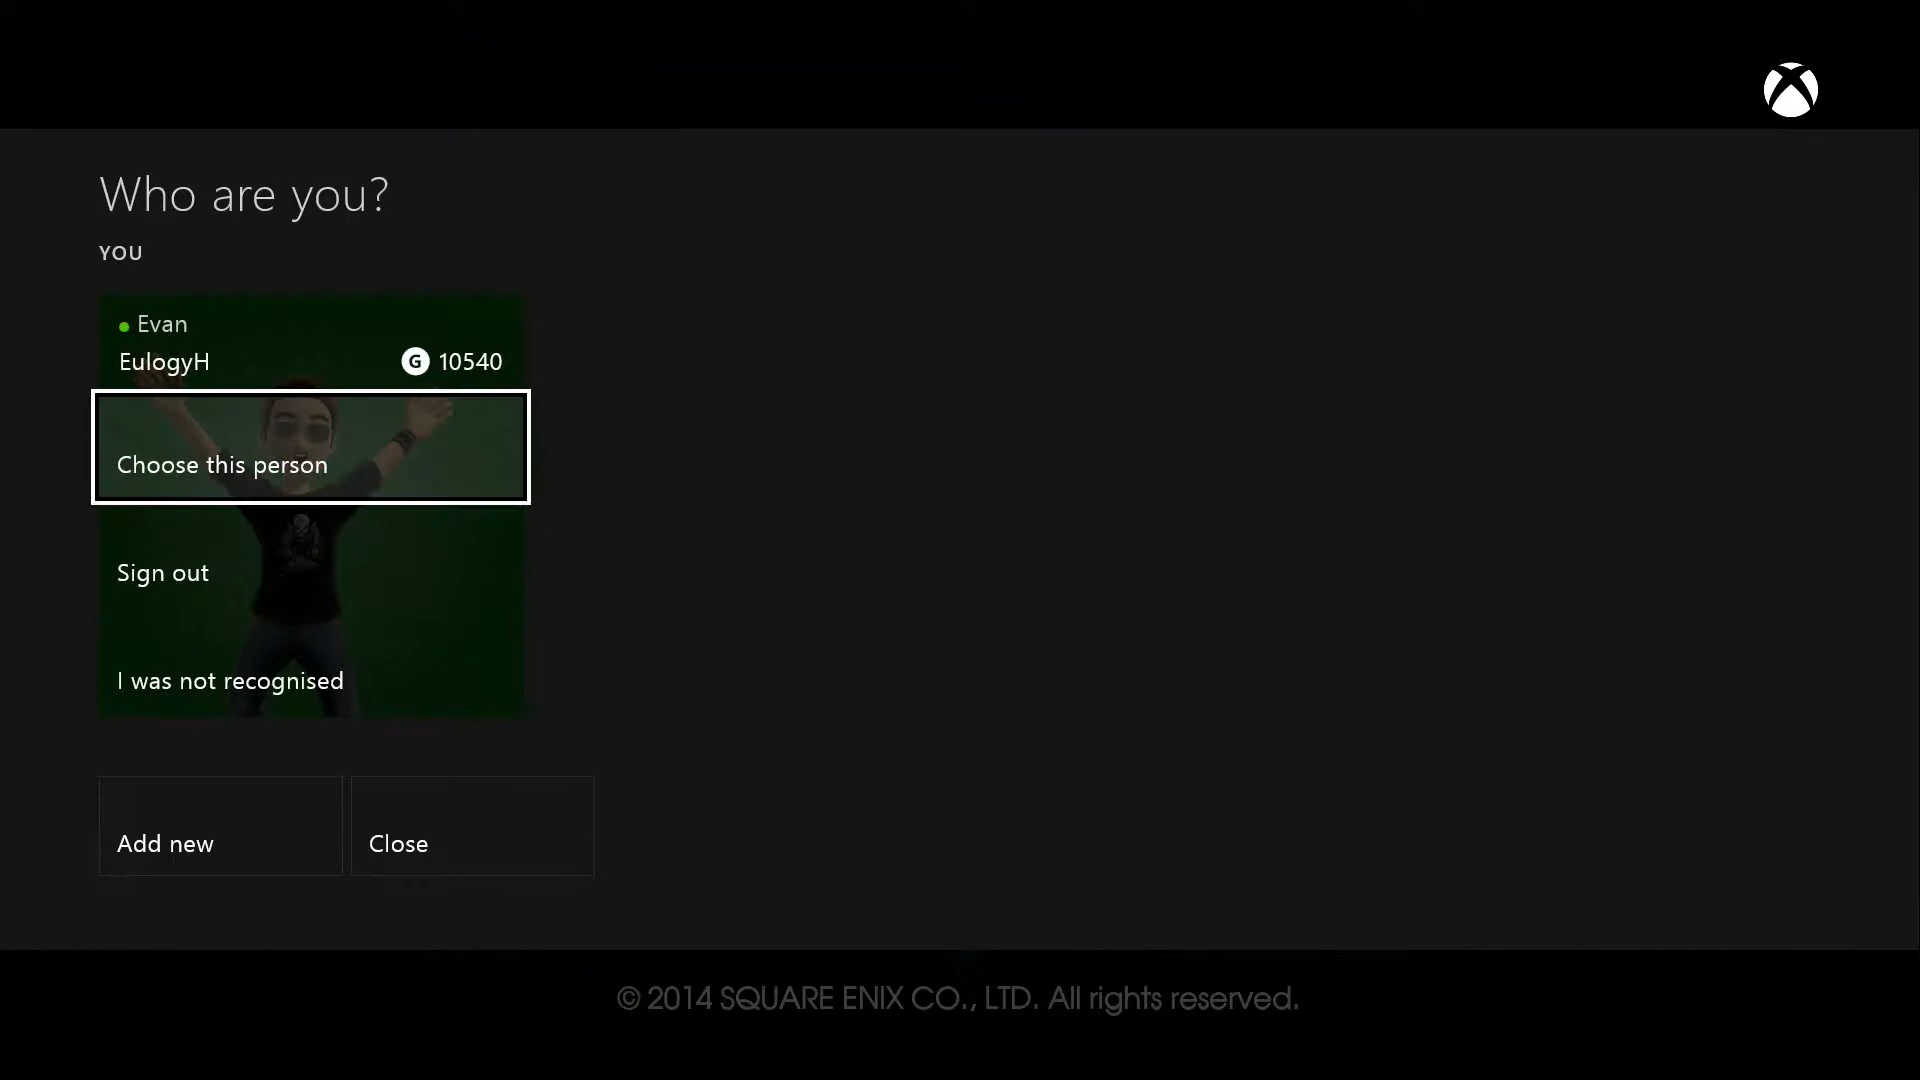 Who are you?
YOU
Evan
EulogyH
G 10540
Choose this person
Sign out
I was not recognised
Add new
Close
© 2014 SQUARE ENIX CO., LTD. All rights reserved.